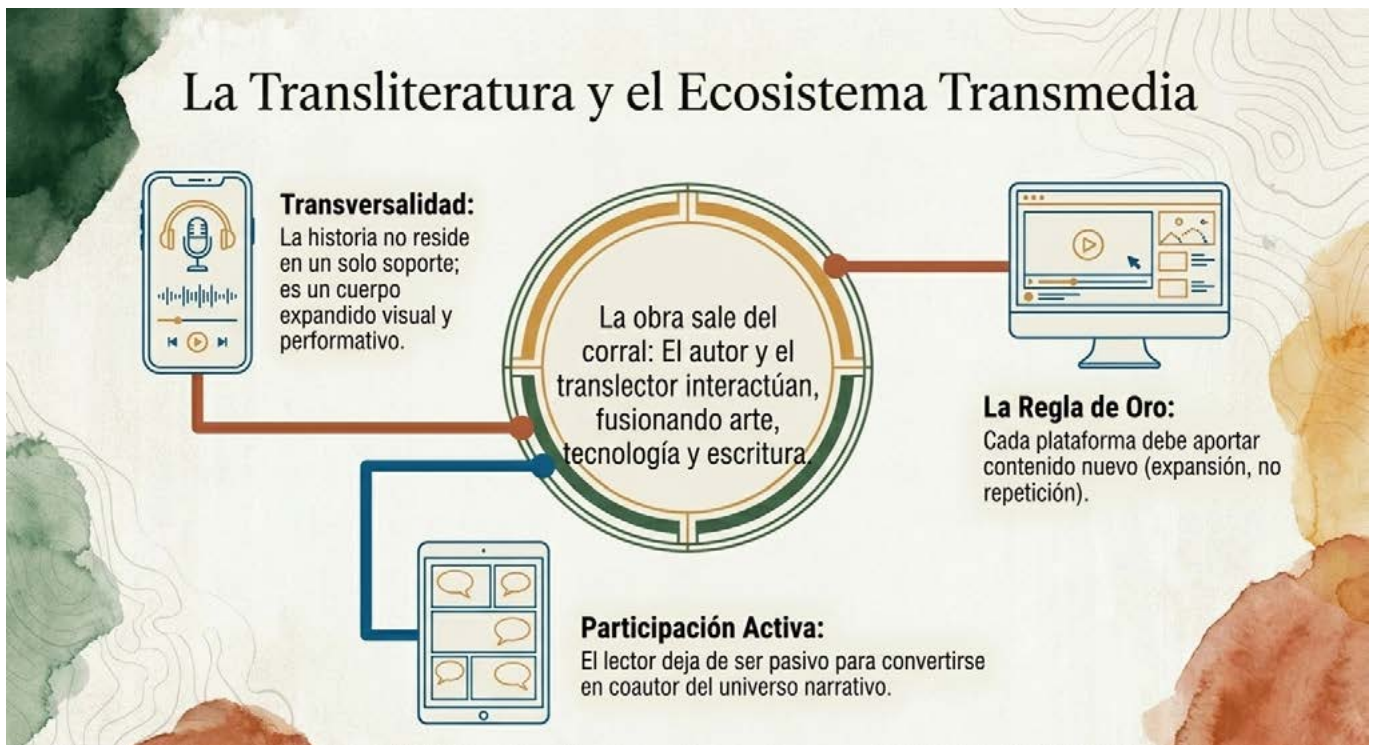 La Transliteratura y el Ecosistema Transmedia
Transversalidad:
La historia no reside
en un solo soporte;
es un cuerpo
expandido visual y
performativo.
La obra sale del
corral: El autor y el
translector interactúan,
fusionando arte,
tecnología y escritura.
La Regla de Oro:
Cada plataforma debe aportar
contenido nuevo (expansión, no
repetición).
Participación Activa:
El lector deja de ser pasivo para convertirse
en coautor del universo narrativo.